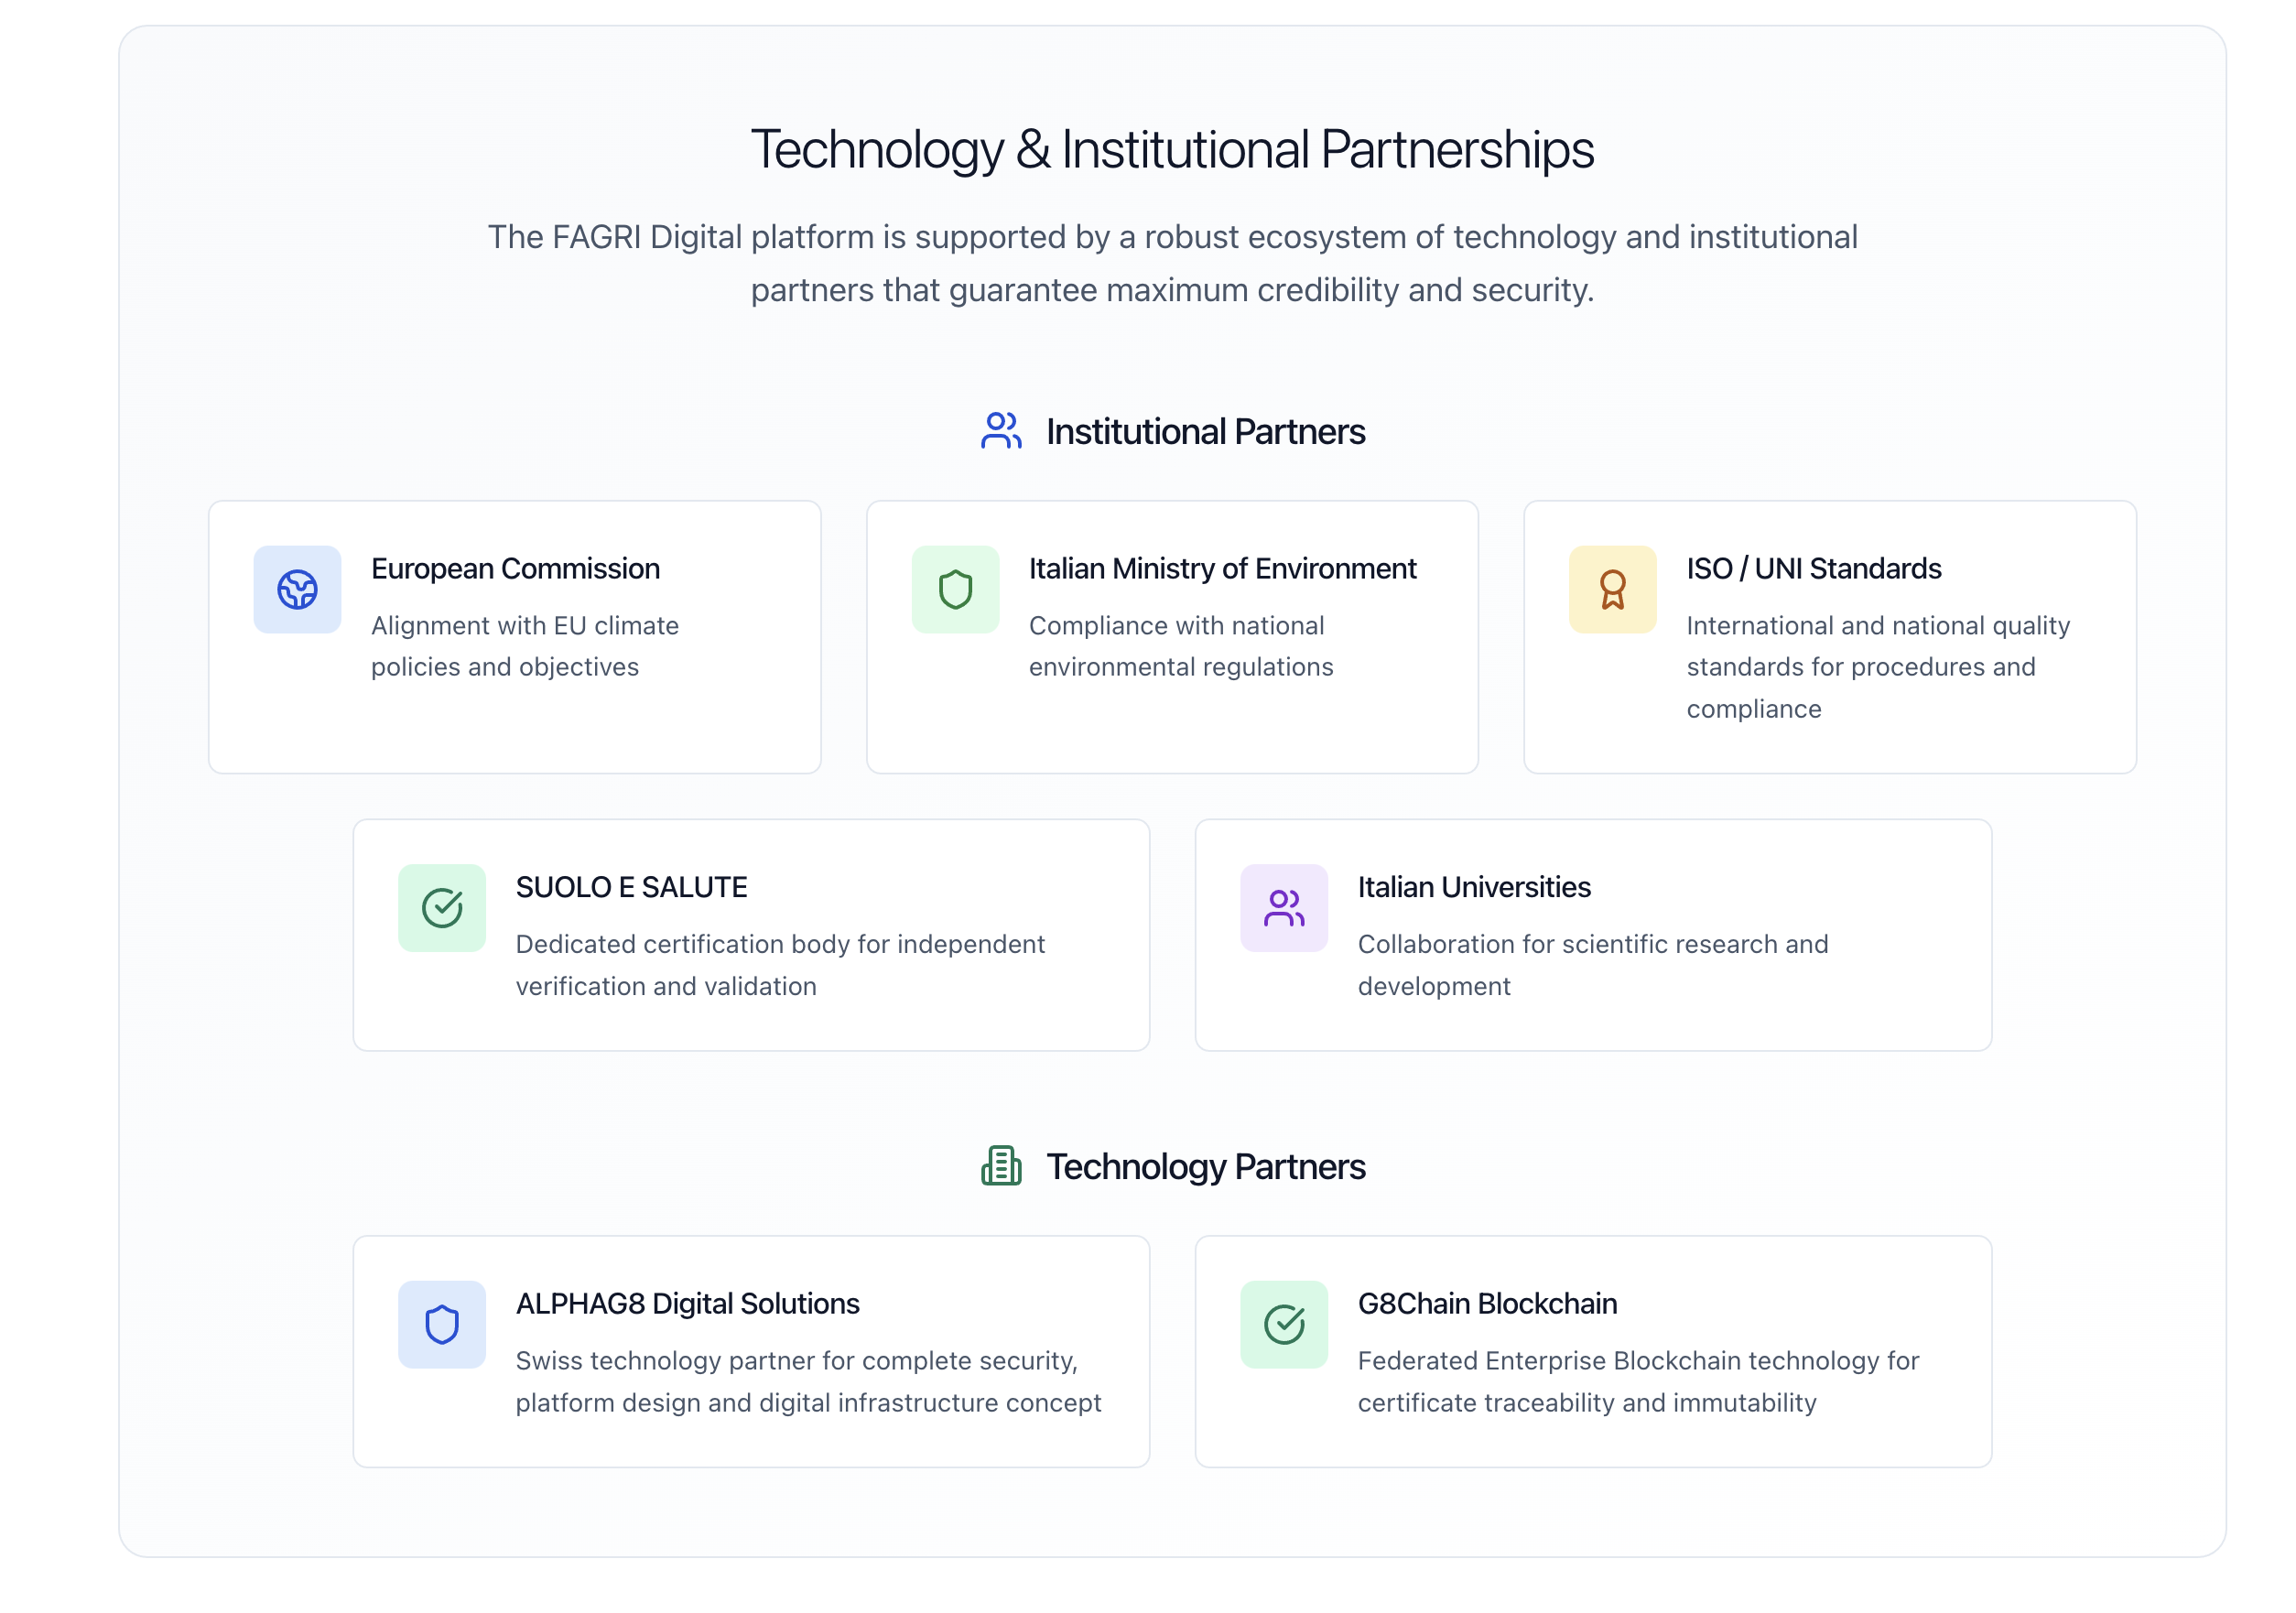 Technology & Institutional Partnerships
The FAGRI Digital platform is supported by a robust ecosystem of technology and institutional
partners that guarantee maximum credibility and security.
Institutional Partners
European Commission
Alignment with EU climate
policies and objectives
Italian Ministry of Environment
Compliance with national
environmental regulations
ISO / UNI Standards
International and national quality
standards for procedures and
compliance
SUOLO E SALUTE
Dedicated certification body for independent
verification and validation
Italian Universities
Collaboration for scientific research and
development
Technology Partners
ALPHAG8 Digital Solutions
Swiss technology partner for complete security,
platform design and digital infrastructure concept
G8Chain Blockchain
Federated Enterprise Blockchain technology for
certificate traceability and immutability